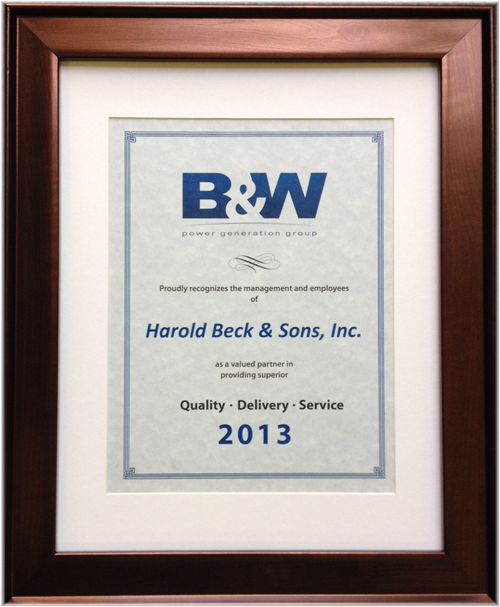 B&W
power generation group
Proudly recognizes the management and employees
of
Harold Beck & Sons, Inc.
as a valued partner in
providing superior
Quality · Delivery · Service
2013